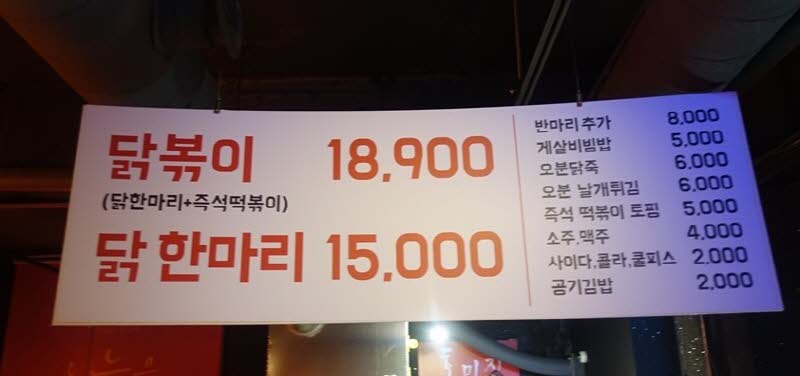 닭볶이 18,900
(닭한마리+즉석떡볶이)
닭 한마리 15,000
반마리 추가 8,000
게살비빔밥 5,000
오분닭죽 6,000
오분 날개튀김 6,000
즉석 떡볶이 토핑 5,000
소주.맥주 4,000
사이다,콜라,쿨피스 2,000
공기김밥 2,000